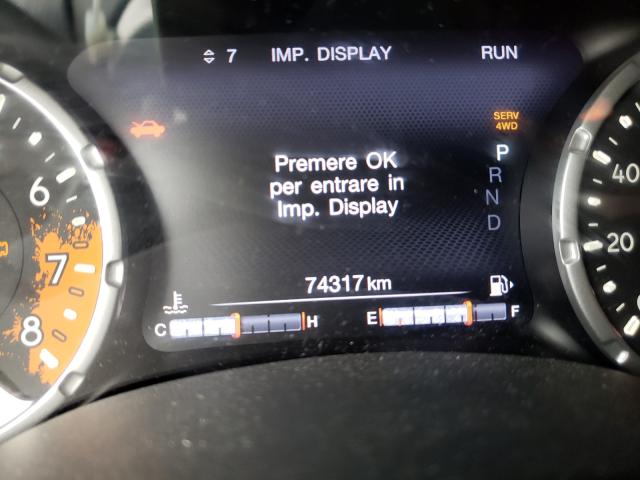 7 IMP. DISPLAY RUN
SERV
4WD
Premere OK
per entrare in
Imp. Display
P
R
N
D
74317 km
C H E F
6
7
8
40
20